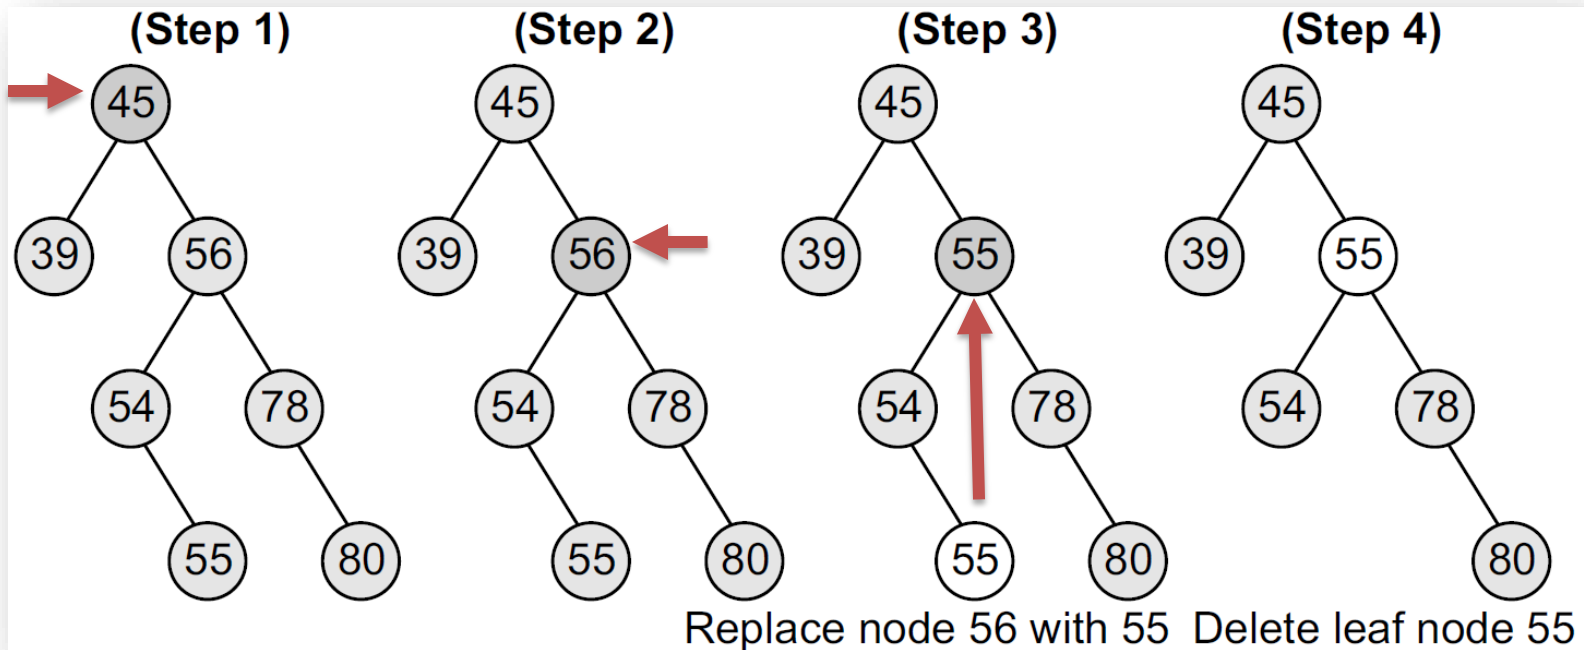 (Step 1) (Step 2) (Step 3) (Step 4)
45 45 45 45
39 56 39 56 39 55 39 55
54 78 54 78 54 78 54 78
55 80 55 80 55 80 80
Replace node 56 with 55 Delete leaf node 55